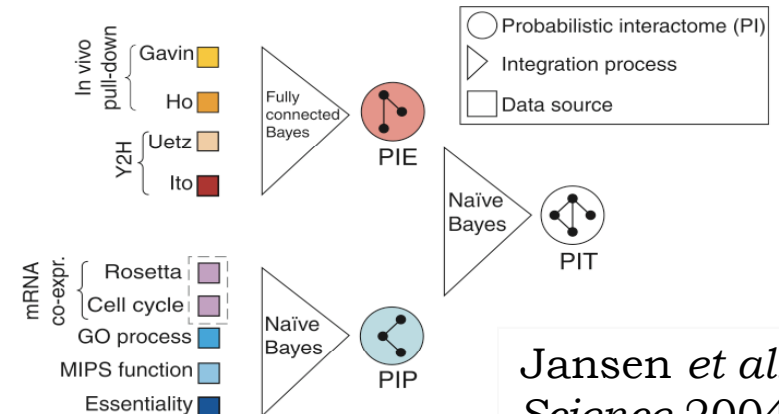 In vivo
pull-down
Gavin
Ho
Y2H
Uetz
Ito
Fully
connected
Bayes
PIE
Probabilistic interactome (PI)
Integration process
Data source
Naïve
Bayes
PIT
mRNA
co-expr.
Rosetta
Cell cycle
GO process
MIPS function
Essentiality
Naïve
Bayes
PIP
Jansen et al
Science 2004